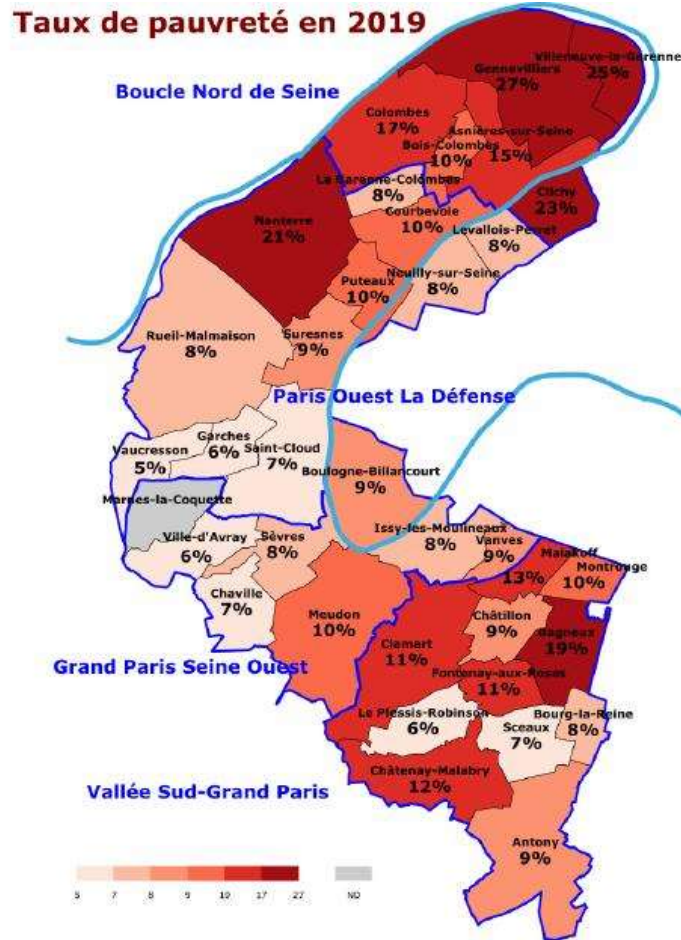 Taux de pauvreté en 2019
Boucle Nord de Seine
Villeneuve-la-Garenne
25%
Gennevilliers
27%
Colombes
17%
Asnières-sur-Seine
15%
Bois-Colombes
10%
La Garenne-Colombes
8%
Clichy
23%
Nanterre
21%
Courbevoie
10%
Levallois-Perret
8%
Neuilly-sur-Seine
8%
Puteaux
10%
Rueil-Malmaison
8%
Suresnes
9%
Paris Ouest La Défense
Garches
6%
Vaucresson
5%
Saint-Cloud
7%
Boulogne-Billancourt
9%
Marnes-la-Coquette
Ville-d'Avray
6%
Sèvres
8%
Issy-les-Moulineaux
8%
Vanves
9%
Malakoff
13%
Montrouge
10%
Chaville
7%
Meudon
10%
Châtillon
9%
Bagneux
19%
Clamart
11%
Grand Paris Seine Ouest
Fontenay-aux-Roses
11%
Le Plessis-Robinson
6%
Bourg-la-Reine
8%
Sceaux
7%
Châtenay-Malabry
12%
Vallée Sud-Grand Paris
Antony
9%
5 7 8 9 10 17 27 ND